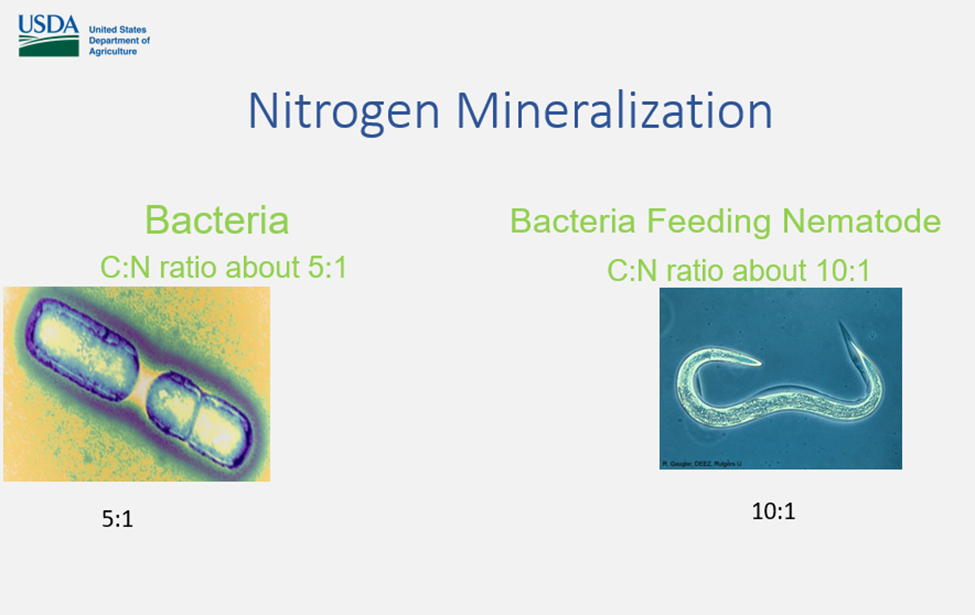 USDA
United States
Department of
Agriculture
Nitrogen Mineralization
Bacteria
C:N ratio about 5:1
Bacteria Feeding Nematode
C:N ratio about 10:1
R. Gaugler, DEEZ, Rutgers U
5:1
10:1